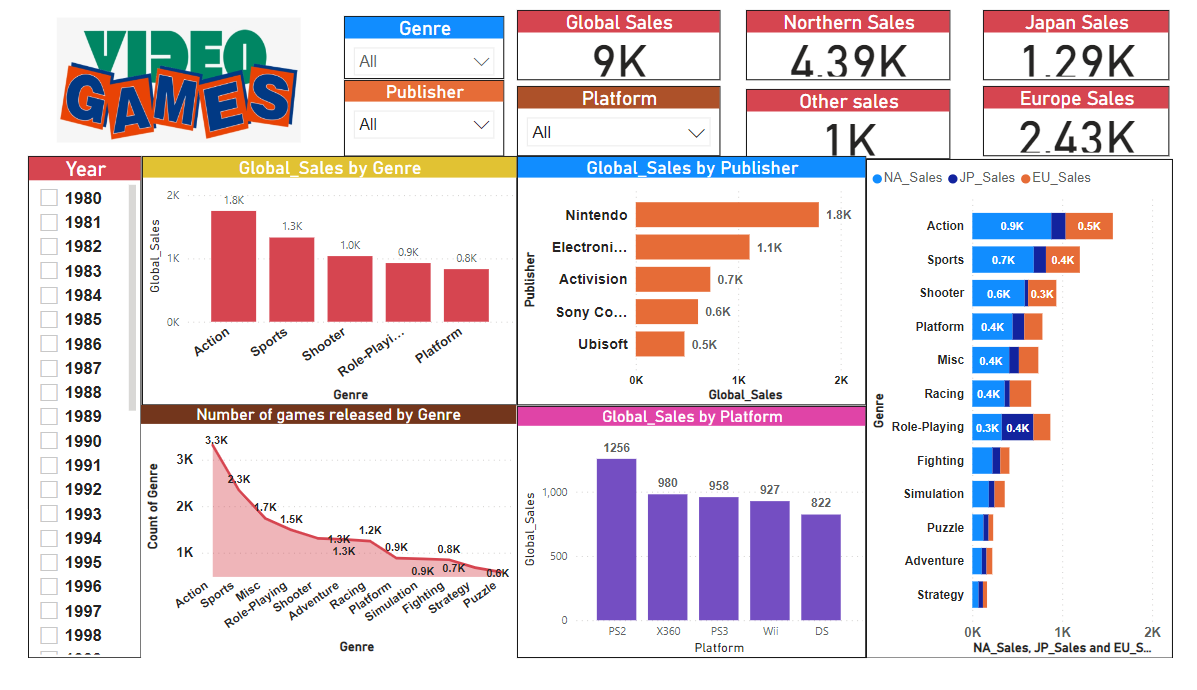 VIDEO
GAMES
Genre
All
Publisher
All
Global Sales
9K
Platform
All
Northern Sales
4.39K
Other sales
1K
Japan Sales
1.29K
Europe Sales
2.43K
Year
1980
1981
1982
1983
1984
1985
1986
1987
1988
1989
1990
1991
1992
1993
1994
1995
1996
1997
1998
Global_Sales by Genre
Global_Sales
2K
1K
0K
1.8K
1.3K
1.0K
0.9K
0.8K
Action
Sports
Shooter
Role-Playi...
Platform
Genre
Global_Sales by Publisher
Publisher
Nintendo 1.8K
Electroni... 1.1K
Activision 0.7K
Sony Co... 0.6K
Ubisoft 0.5K
0K 1K 2K
Global_Sales
Number of games released by Genre
Count of Genre
3K
2K
1K
3.3K
2.3K
1.7K
1.5K
1.3K
1.3K
1.2K
0.9K
0.9K
0.8K
0.7K
0.6K
Action
Sports
Misc
Role-Playing
Shooter
Adventure
Racing
Platform
Simulation
Fighting
Strategy
Puzzle
Genre
Global_Sales by Platform
Global_Sales
1,000
500
0
1256
980
958
927
822
PS2 X360 PS3 Wii DS
Platform
NA_Sales JP_Sales EU_Sales
Genre
Action 0.9K 0.5K
Sports 0.7K 0.4K
Shooter 0.6K 0.3K
Platform 0.4K
Misc 0.4K
Racing 0.4K
Role-Playing 0.3K 0.4K
Fighting
Simulation
Puzzle
Adventure
Strategy
0K 1K 2K
NA_Sales, JP_Sales and EU_S...